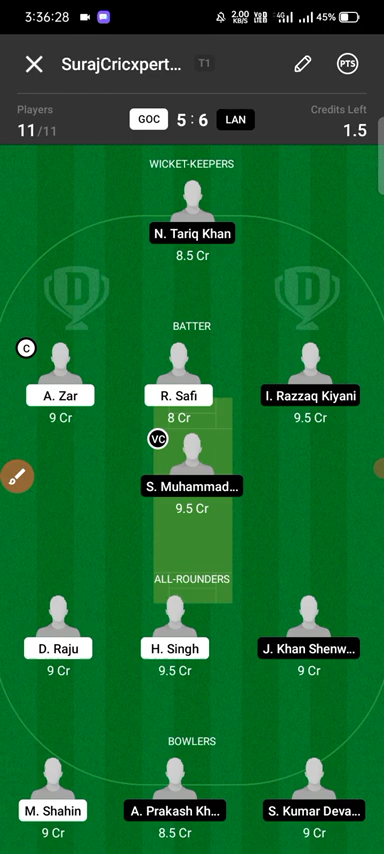 3:36:28
2.00 KB/S
Vo) LTE1
4G
45%
SurajCricxpert...
T1
PTS
Players
11/11
GOC
5 : 6
LAN
Credits Left
1.5
WICKET-KEEPERS
N. Tariq Khan
8.5 Cr
BATTER
C
A. Zar
9 Cr
R. Safi
8 Cr
I. Razzaq Kiyani
9.5 Cr
VC
S. Muhammad...
9.5 Cr
ALL-ROUNDERS
D. Raju
9 Cr
H. Singh
9.5 Cr
J. Khan Shenw...
9 Cr
BOWLERS
M. Shahin
9 Cr
A. Prakash Kh...
8.5 Cr
S. Kumar Deva...
9 Cr
D
D